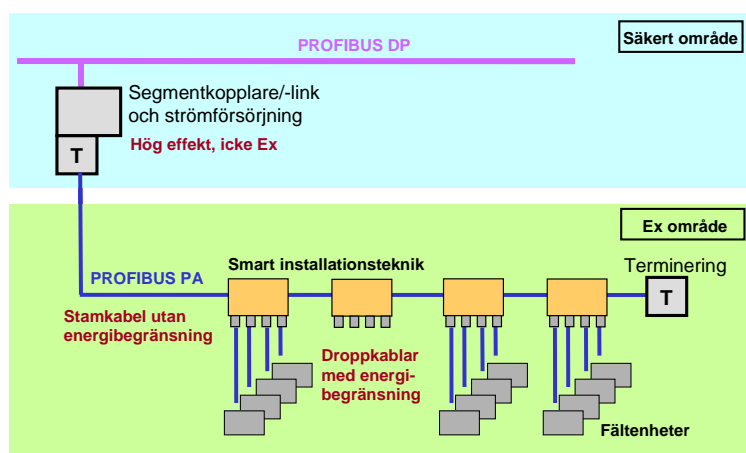 PROFIBUS DP
Säkert område
Segmentkopplare/-link
och strömförsörjning
Hög effekt, icke Ex
T
Ex område
PROFIBUS PA
Smart installationsteknik
Terminering
T
Stamkabel utan
energibegränsning
Droppkablar
med energi-
begränsning
Fältenheter